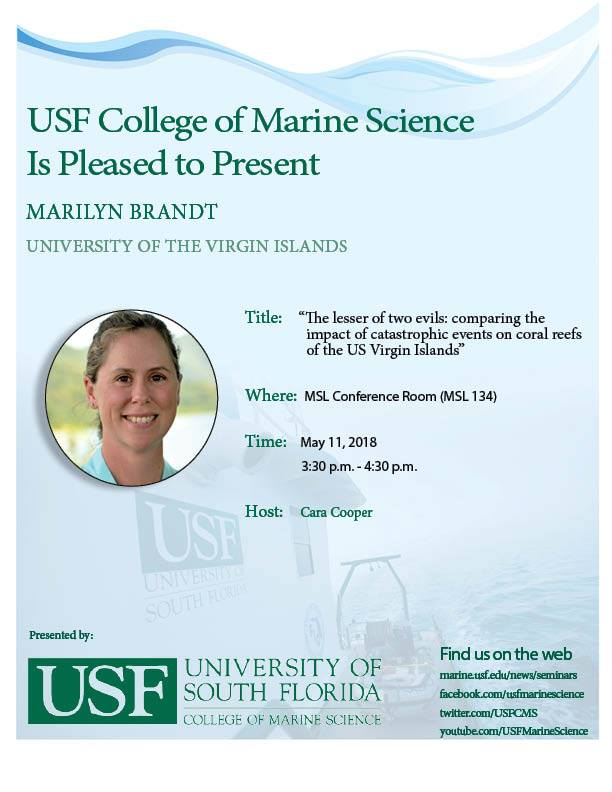 USF College of Marine Science
Is Pleased to Present
MARILYN BRANDT
UNIVERSITY OF THE VIRGIN ISLANDS
Title: “The lesser of two evils: comparing the
impact of catastrophic events on coral reefs
of the US Virgin Islands”
Where: MSL Conference Room (MSL 134)
Time: May 11, 2018
3:30 p.m. - 4:30 p.m.
Host: Cara Cooper
USF
UNIVERSITY OF
SOUTH FLORIDA
Presented by:
USF
UNIVERSITY OF
SOUTH FLORIDA
COLLEGE OF MARINE SCIENCE
Find us on the web
marine.usf.edu/news/seminars
facebook.com/usfmarinescience
twitter.com/USFCMS
youtube.com/USFMarineScience